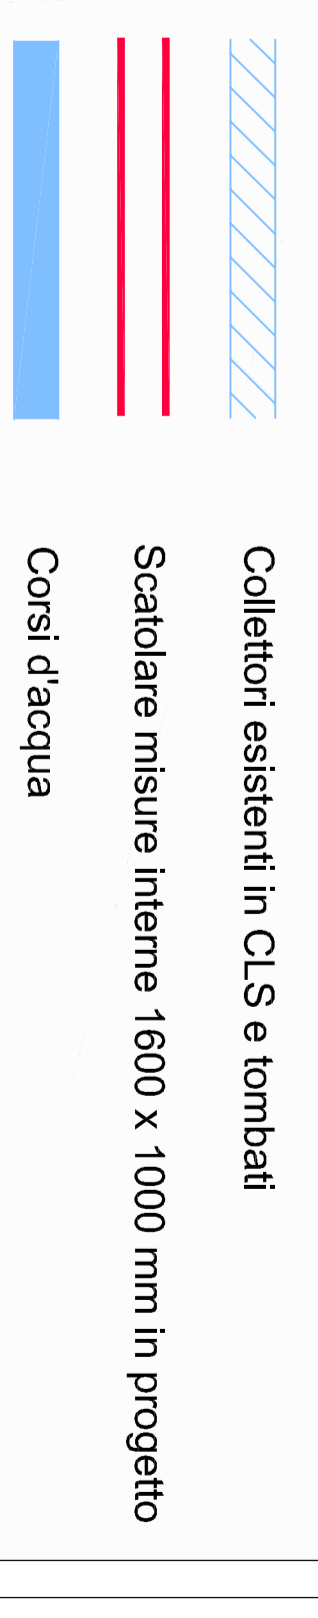 Collettori esistenti in CLS e tombati
Scatolare misure interne 1600 x 1000 mm in progetto
Corsi d'acqua